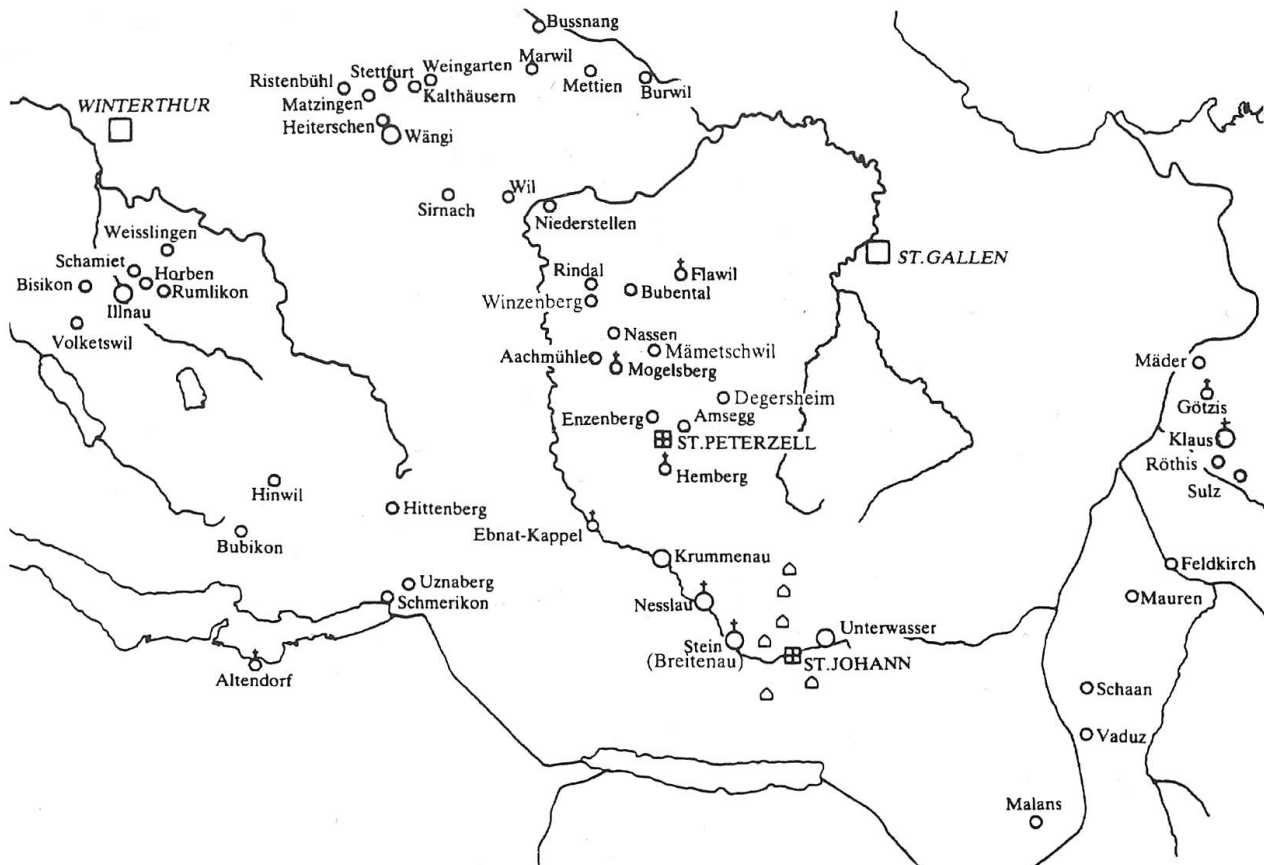 Bussnang
Marwil
Weingarten
Stettfurt
Ristenbühl
Mettien
Burwil
Kalthäusern
Matzingen
WINTERTHUR
Heiterschen
Wängi
Wil
Sirnach
Niederstellen
Weisslingen
ST.GALLEN
Schamiet
Horben
Bisikon
Rumlikon
Illnau
Rindal
Flawil
Bubental
Winzenberg
Volketswil
Nassen
Mämetschwil
Aachmühle
Mogelsberg
Mäder
Degersheim
Götzis
Enzenberg
Amsegg
ST.PETERZELL
Klaus
Röthis
Hemberg
Sulz
Hinwil
Hittenberg
Ebnat-Kappel
Bubikon
Krummenau
Feldkirch
Uznaberg
Schmerikon
Mauren
Nesslau
Unterwasser
Stein
(Breitenau)
ST.JOHANN
Altendorf
Schaan
Vaduz
Malans